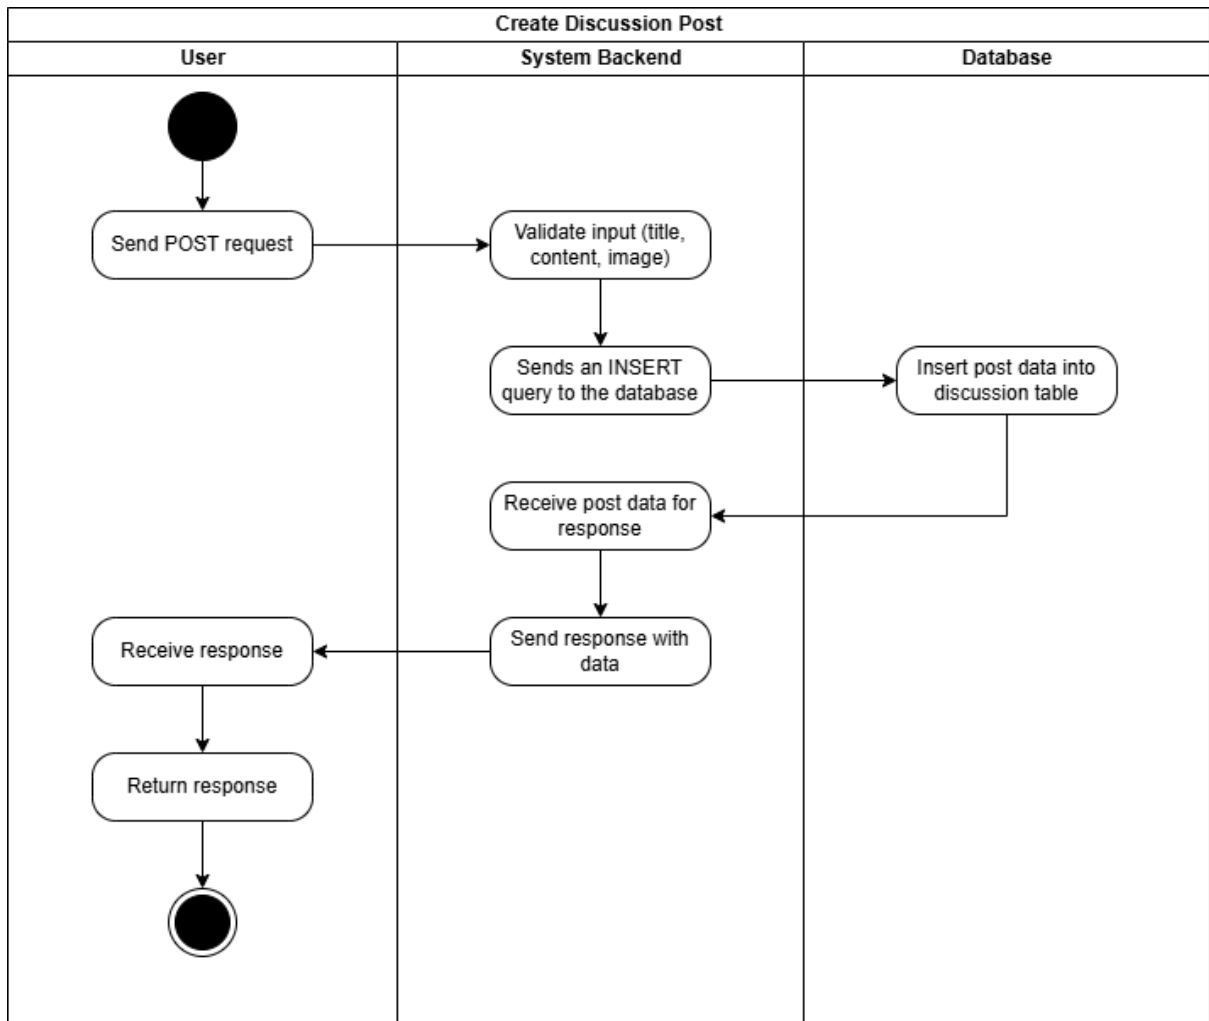 Create Discussion Post
User
System Backend
Database
Send POST request
Validate input (title,
content, image)
Sends an INSERT
query to the database
Insert post data into
discussion table
Receive post data for
response
Send response with
data
Receive response
Return response